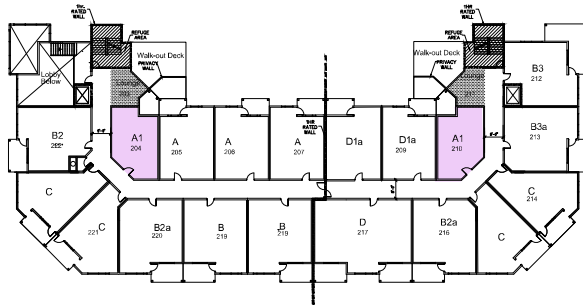 1hr.
RATED
WALL
REFUGE
AREA
Walk-out Deck
PRIVACY
WALL
Lobby
Below
Lounge
1HR
RATED
WALL
REFUGE
AREA
Walk-out Deck
PRIVACY
WALL
Lounge
B3
212
B2
A1
204
A
205
A
206
A
207
1HR
RATED
WALL
D1a
D1a
209
A1
210
B3a
213
C
C
221
B2a
220
B
219
B
219
D
217
B2a
216
C
C
214